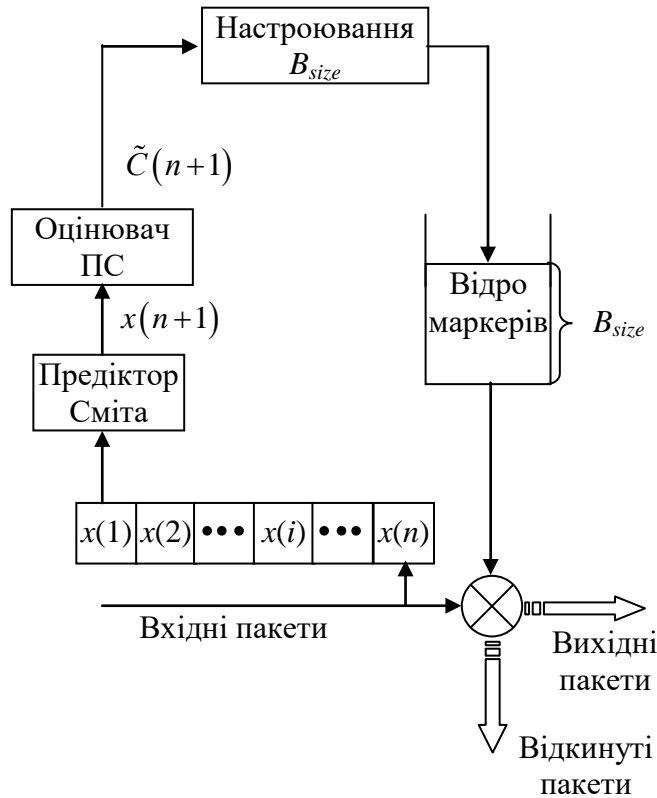 Настроювання
B_size
C̃(n+1)
Оцінювач
ПС
x(n+1)
Предіктор
Сміта
Відро
маркерів
B_size
x(1) x(2) ••• x(i) ••• x(n)
Вхідні пакети
Вихідні
пакети
Відкинуті
пакети